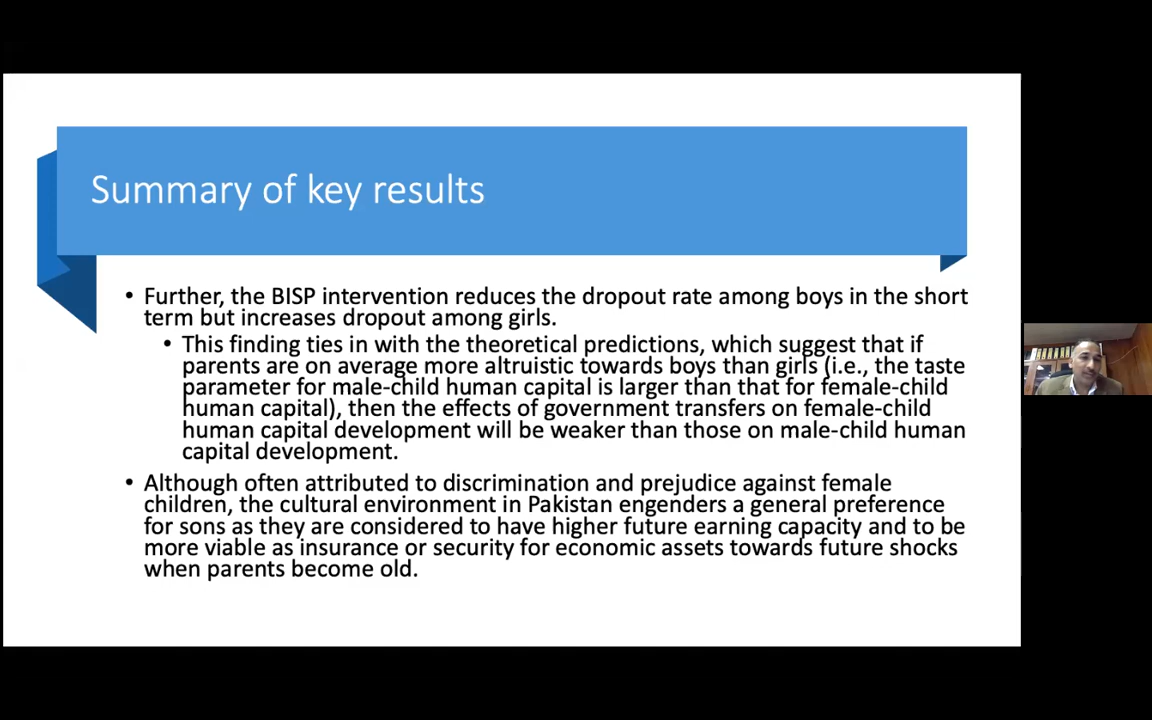 Summary of key results
• Further, the BISP intervention reduces the dropout rate among boys in the short
term but increases dropout among girls.
• This finding ties in with the theoretical predictions, which suggest that if
parents are on average more altruistic towards boys than girls (i.e., the taste
parameter for male-child human capital is larger than that for female-child
human capital), then the effects of government transfers on female-child
human capital development will be weaker than those on male-child human
capital development.
• Although often attributed to discrimination and prejudice against female
children, the cultural environment in Pakistan engenders a general preference
for sons as they are considered to have higher future earning capacity and to be
more viable as insurance or security for economic assets towards future shocks
when parents become old.